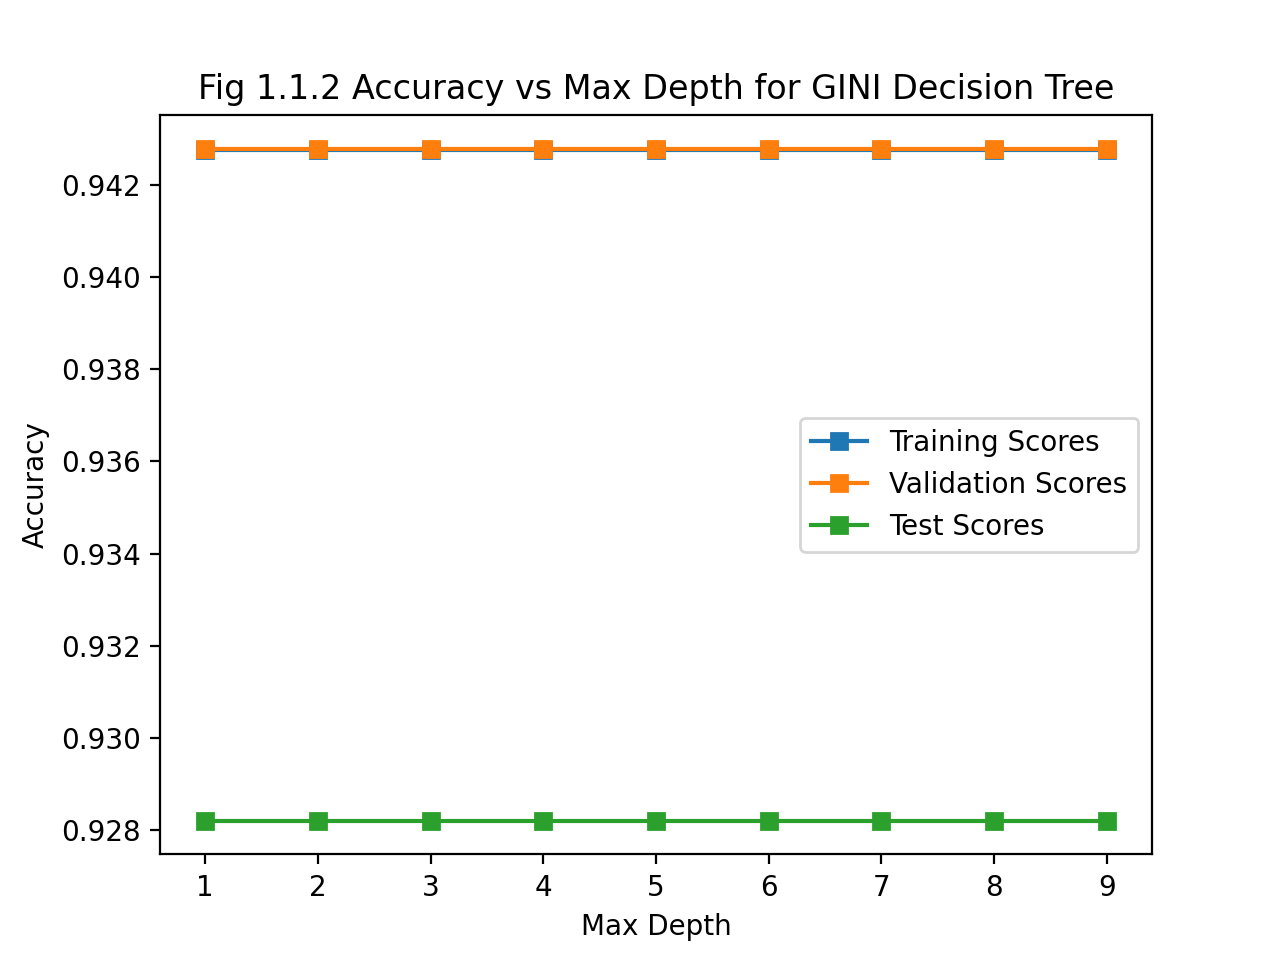 Fig 1.1.2 Accuracy vs Max Depth for GINI Decision Tree
0.942
0.940
0.938
0.936
0.934
0.932
0.930
0.928
Accuracy
Training Scores
Validation Scores
Test Scores
1 2 3 4 5 6 7 8 9
Max Depth